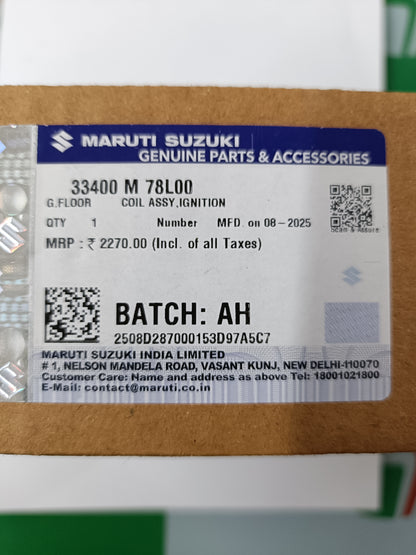 MARUTI SUZUKI
GENUINE PARTS & ACCESSORIES
33400 M 78L00
G.FLOOR COIL ASSY,IGNITION
QTY 1 Number MFD. on 08-2025
Scan & Assure
MRP : ₹ 2270.00 (Incl. of all Taxes)
BATCH: AH
2508D287000153D97A5C7
MARUTI SUZUKI INDIA LIMITED
# 1, NELSON MANDELA ROAD, VASANT KUNJ, NEW DELHI-110070
Customer Care: Name and address as above Tel: 18001021800
E-Mail: contact@maruti.co.in